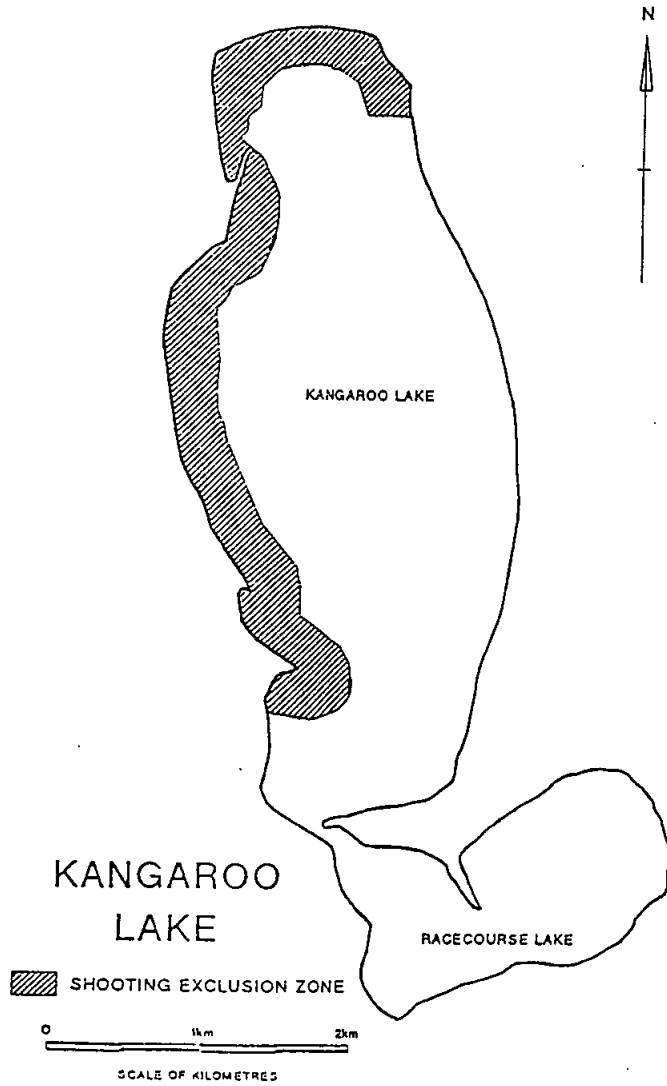 N
KANGAROO LAKE
RACECOURSE LAKE
KANGAROO
LAKE
SHOOTING EXCLUSION ZONE
0 1km 2km
SCALE OF KILOMETRES